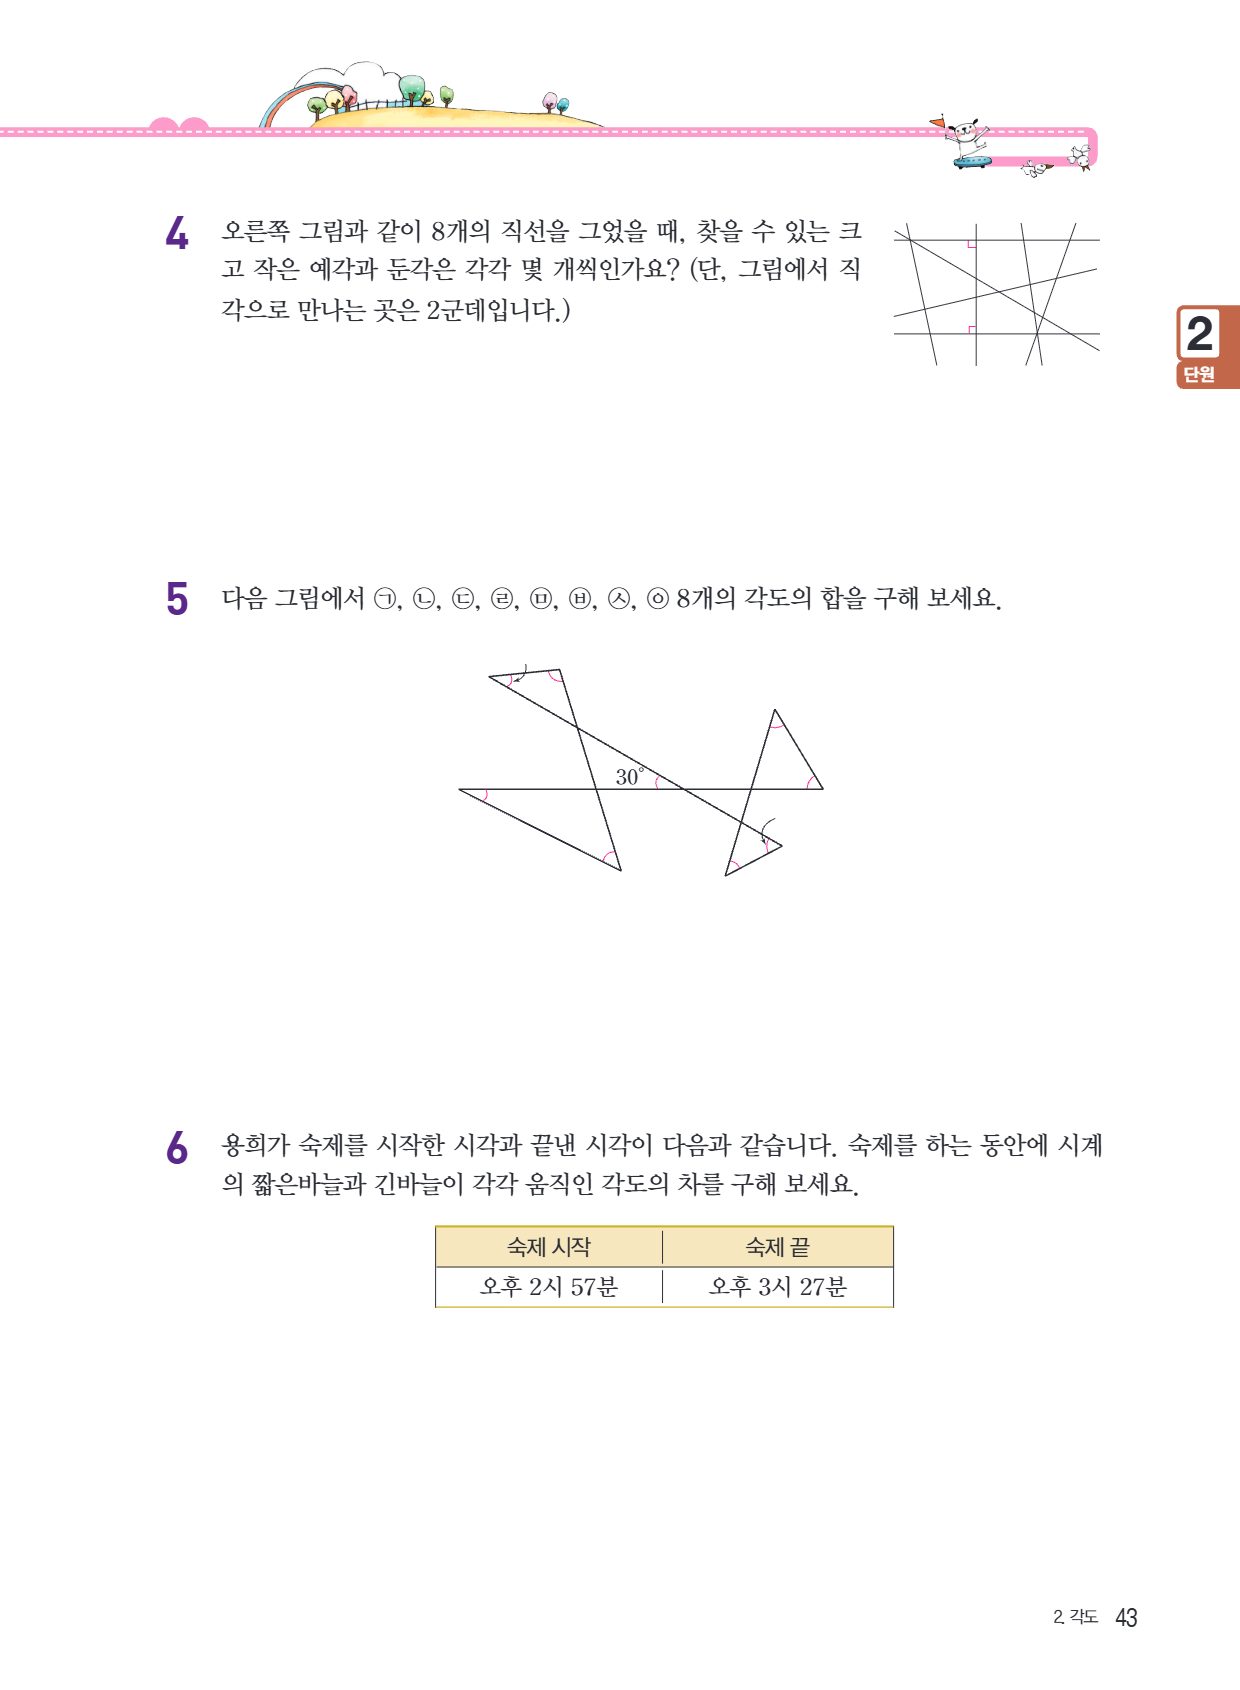 4 오른쪽 그림과 같이 8개의 직선을 그었을 때, 찾을 수 있는 크
고 작은 예각과 둔각은 각각 몇 개씩인가요? (단, 그림에서 직
각으로 만나는 곳은 2군데입니다.)
2
단원
5 다음 그림에서 ㉠, ㉡, ㉢, ㉣, ㉤, ㉥, ㉦, ㉧ 8개의 각도의 합을 구해 보세요.
30°
6 용희가 숙제를 시작한 시각과 끝낸 시각이 다음과 같습니다. 숙제를 하는 동안에 시계
의 짧은바늘과 긴바늘이 각각 움직인 각도의 차를 구해 보세요.
숙제 시작 숙제 끝
오후 2시 57분 오후 3시 27분
2. 각도 43